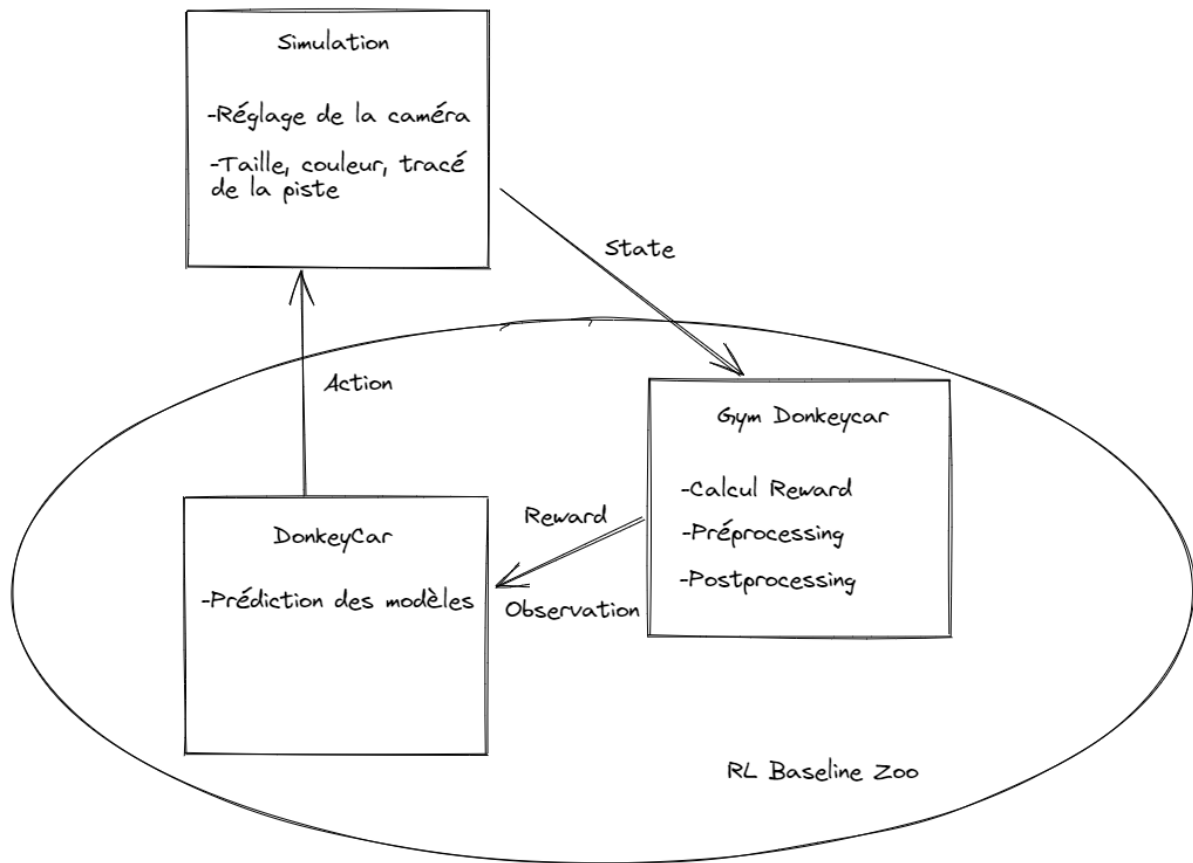 Simulation
-Réglage de la caméra
-Taille, couleur, tracé
de la piste
State
Action
Gym Donkeycar
-Calcul Reward
-Préprocessing
-Postprocessing
Reward
Observation
DonkeyCar
-Prédiction des modèles
RL Baseline Zoo